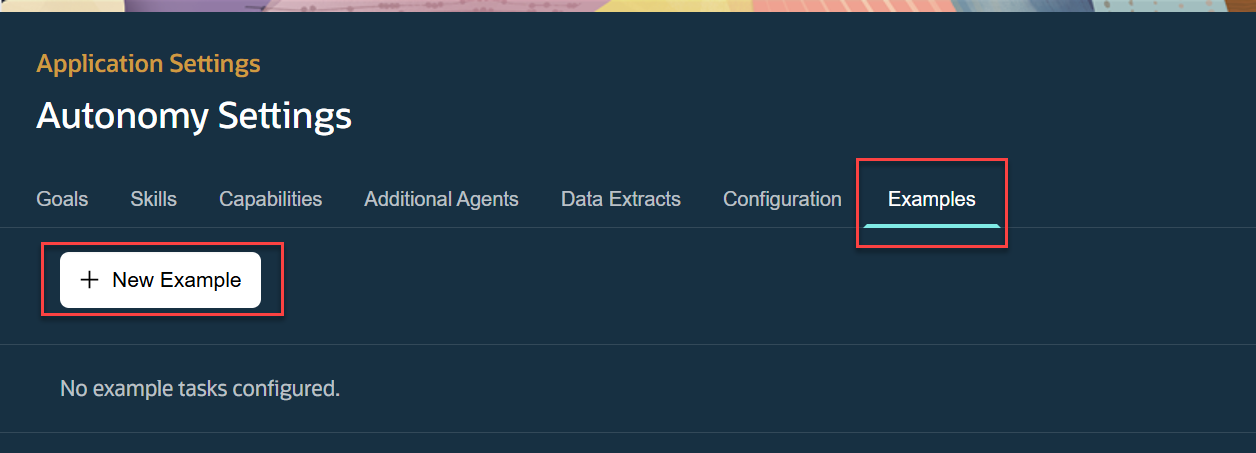 Application Settings
Autonomy Settings
Goals Skills Capabilities Additional Agents Data Extracts Configuration Examples
+ New Example
No example tasks configured.